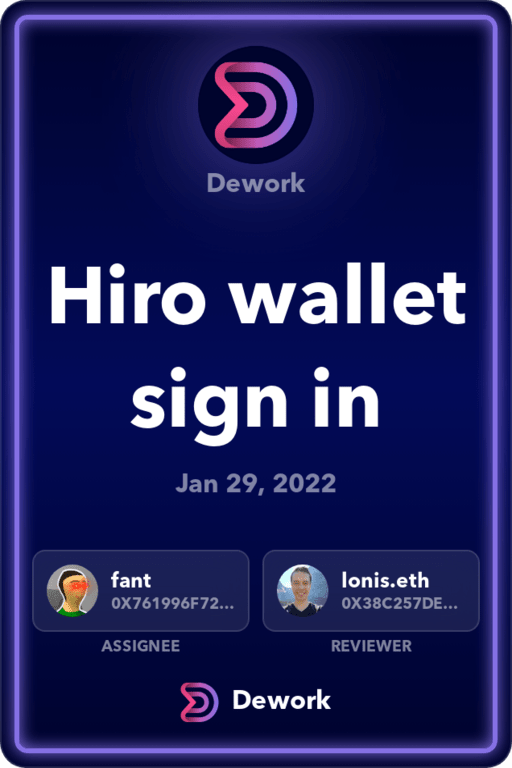 Dework
Hiro wallet
sign in
Jan 29, 2022
fant
0X761996F72...
ASSIGNEE
lonis.eth
0X38C257DE...
REVIEWER
Dework